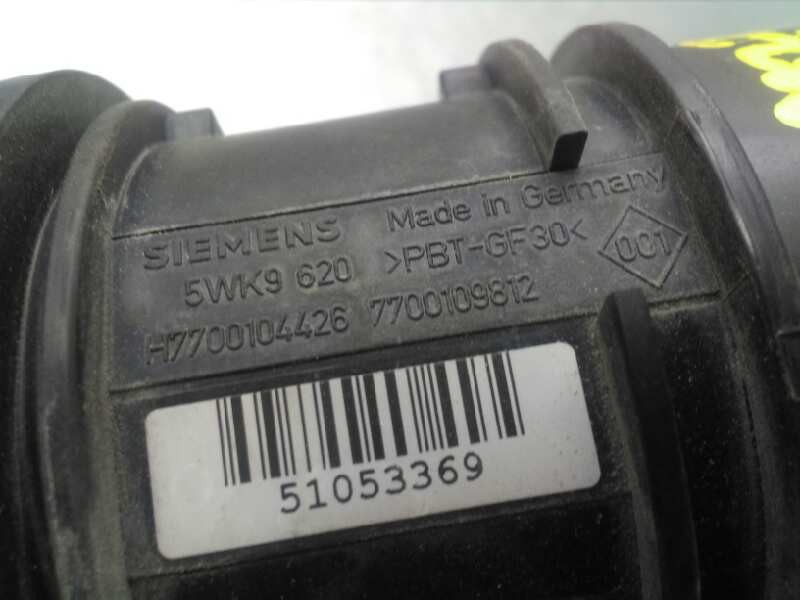 SIEMENS Made in Germany
5WK9 620 >PBT-GF30< 001
H7700104426 7700109812
51053369